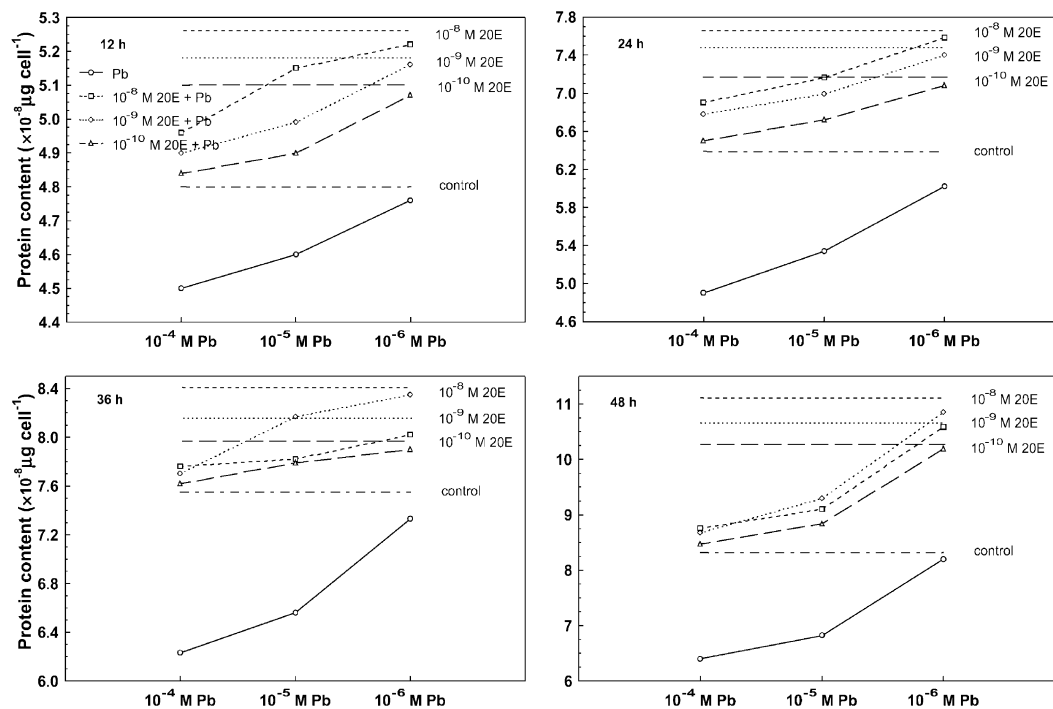 Protein content (×10⁻⁸µg cell⁻¹)
5.3
5.2
5.1
5.0
4.9
4.8
4.7
4.6
4.5
4.4
12 h
Pb
10⁻⁸ M 20E + Pb
10⁻⁹ M 20E + Pb
10⁻¹⁰ M 20E + Pb
10⁻⁸ M 20E
10⁻⁹ M 20E
10⁻¹⁰ M 20E
control
10⁻⁴ M Pb
10⁻⁵ M Pb
10⁻⁶ M Pb
7.8
7.4
7.0
6.6
6.2
5.8
5.4
5.0
4.6
24 h
10⁻⁸ M 20E
10⁻⁹ M 20E
10⁻¹⁰ M 20E
control
10⁻⁴ M Pb
10⁻⁵ M Pb
10⁻⁶ M Pb
Protein content (×10⁻⁸µg cell⁻¹)
8.4
8.0
7.6
7.2
6.8
6.4
6.0
36 h
10⁻⁸ M 20E
10⁻⁹ M 20E
10⁻¹⁰ M 20E
control
10⁻⁴ M Pb
10⁻⁵ M Pb
10⁻⁶ M Pb
11
10
9
8
7
6
48 h
10⁻⁸ M 20E
10⁻⁹ M 20E
10⁻¹⁰ M 20E
control
10⁻⁴ M Pb
10⁻⁵ M Pb
10⁻⁶ M Pb